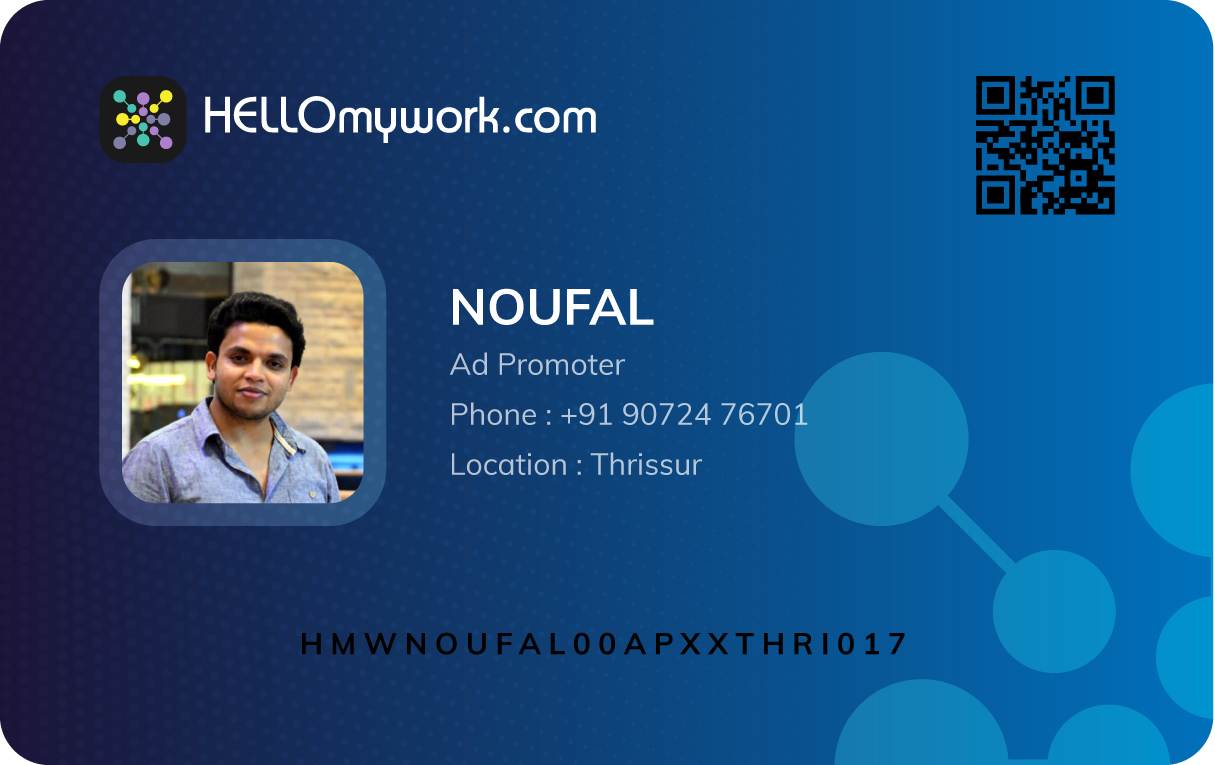 HELLOmywork.com
NOUFAL
Ad Promoter
Phone : +91 90724 76701
Location : Thrissur
HMWNOUFAL00APXXTHRI017